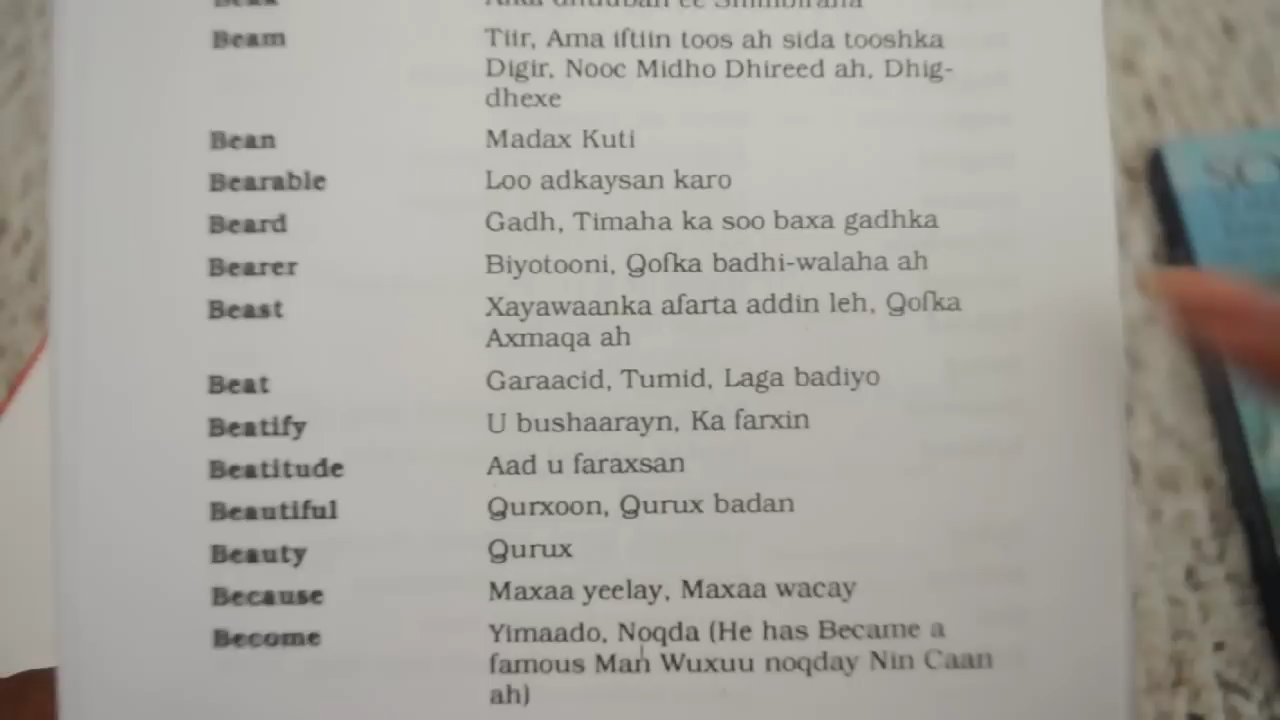 Beam Tiir, Ama iftiin toos ah sida tooshka
Digir, Nooc Midho Dhireed ah, Dhig-
dhexe
Bean Madax Kuti
Bearable Loo adkaysan karo
Beard Gadh, Timaha ka soo baxa gadhka
Bearer Biyotooni, Qofka badhi-walaha ah
Beast Xayawaanka afarta addin leh, Qofka
Axmaqa ah
Beat Garaacid, Tumid, Laga badiyo
Beatify U bushaarayn, Ka farxin
Beatitude Aad u faraxsan
Beautiful Qurxoon, Qurux badan
Beauty Qurux
Because Maxaa yeelay, Maxaa wacay
Become Yimaado, Noqda (He has Became a
famous Man Wuxuu noqday Nin Caan
ah)